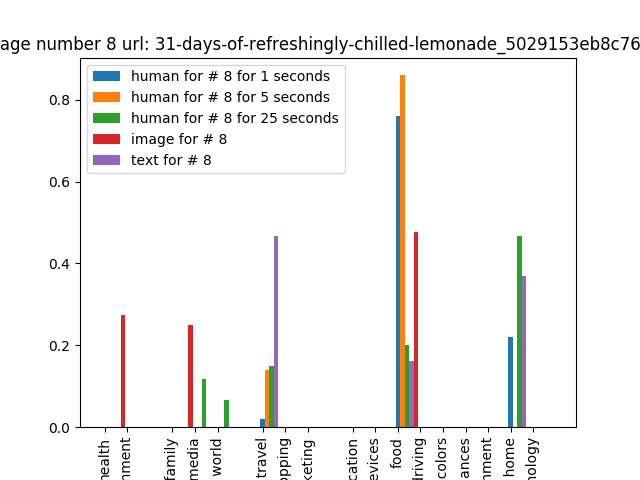 age number 8 url: 31-days-of-refreshingly-chilled-lemonade_5029153eb8c76
human for # 8 for 1 seconds
human for # 8 for 5 seconds
human for # 8 for 25 seconds
image for # 8
text for # 8
0.8
0.6
0.4
0.2
0.0
health
nment
family
media
world
travel
opping
keting
cation
evices
food
driving
colors
ances
nment
home
nology